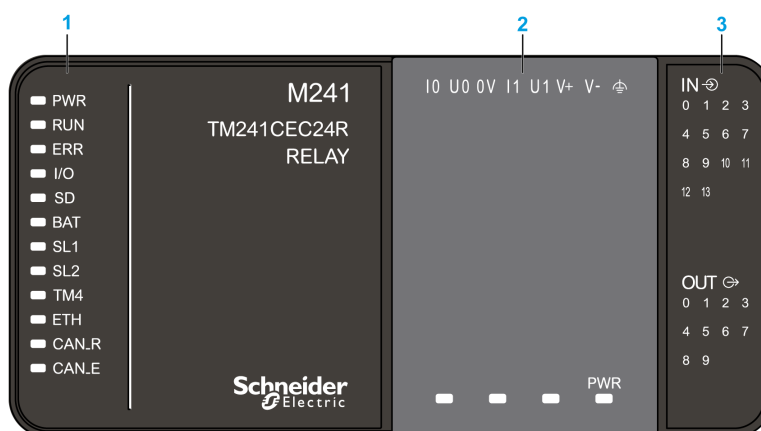 1
2
3
PWR
RUN
ERR
I/O
SD
BAT
SL1
SL2
TM4
ETH
CAN_R
CAN_E
M241
TM241CEC24R
RELAY
Schneider
Electric
I0 U0 0V I1 U1 V+ V-
PWR
IN
0 1 2 3
4 5 6 7
8 9 10 11
12 13
OUT
0 1 2 3
4 5 6 7
8 9